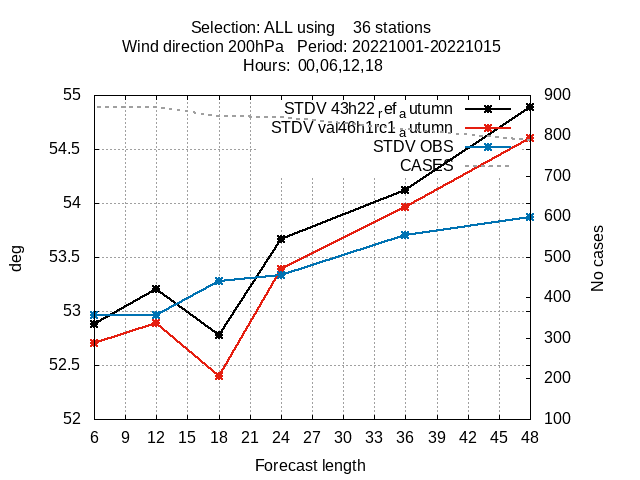 Selection: ALL using    36 stations
Wind direction 200hPa   Period: 20221001-20221015
Hours:  00,06,12,18
STDV 43h22ref autumn
STDV val46h1rc1autumn
STDV OBS
CASES
55
54.5
54
53.5
53
52.5
52
deg
900
800
700
600
500
400
300
200
100
No cases
6 9 12 15 18 21 24 27 30 33 36 39 42 45 48
Forecast length